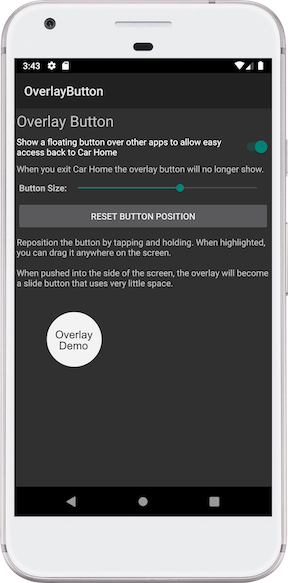 3:43
OverlayButton
Overlay Button
Show a floating button over other apps to allow easy
access back to Car Home
When you exit Car Home the overlay button will no longer show.
Button Size:
RESET BUTTON POSITION
Reposition the button by tapping and holding. When highlighted,
you can drag it anywhere on the screen.
When pushed into the side of the screen, the overlay will become
a slide button that uses very little space.
Overlay
Demo